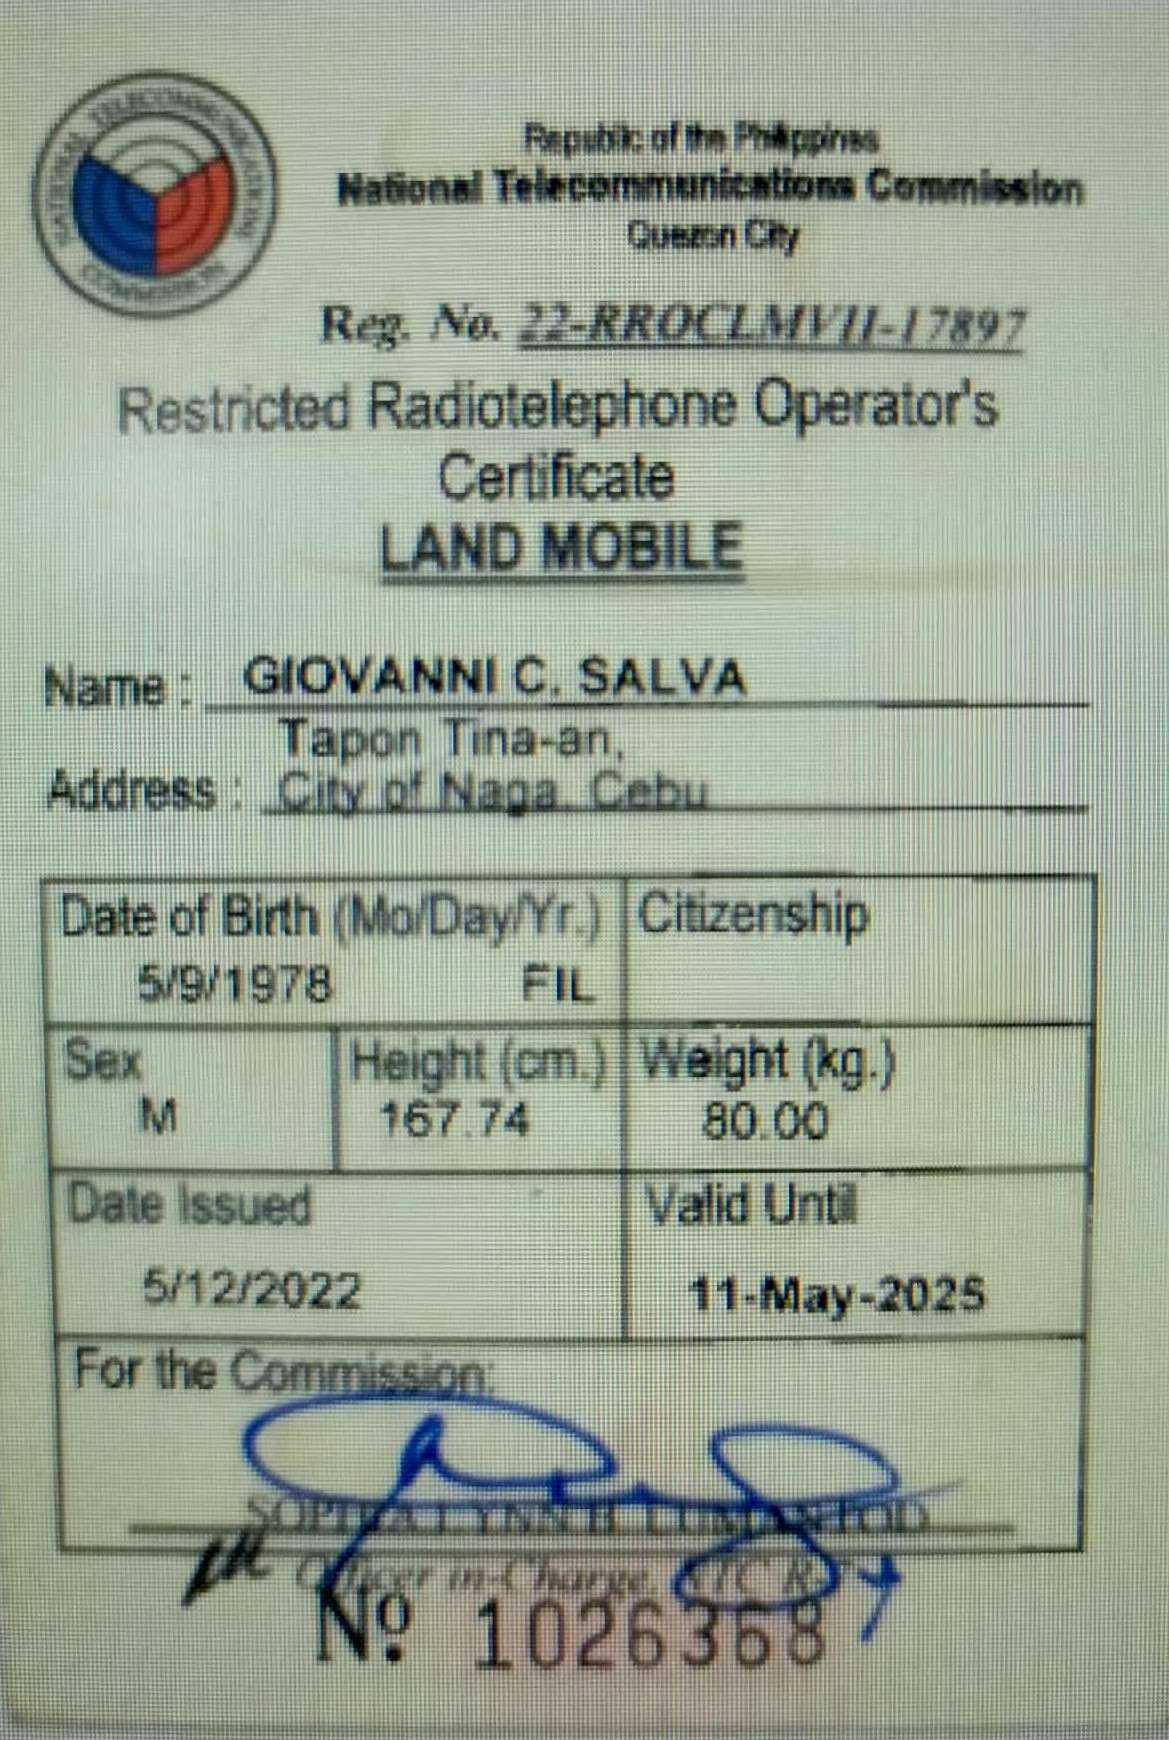 NATIONAL TELECOMMUNICATIONS COMMISSION
Republic of the Philippines
National Telecommunications Commission
Quezon City
Reg. No. 22-RROCLMVII-17897
Restricted Radiotelephone Operator's
Certificate
LAND MOBILE
Name : GIOVANNI C. SALVA
Tapon Tina-an,
Address : City of Naga, Cebu
Date of Birth (Mo/Day/Yr.) Citizenship
5/9/1978 FIL
Sex Height (cm.) Weight (kg.)
M 167.74 80.00
Date Issued Valid Until
5/12/2022 11-May-2025
For the Commission:
LYNN B.
Officer in-Charge,
Nº 1026368